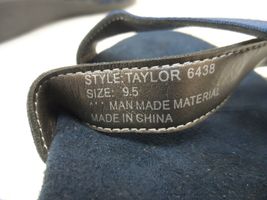 STYLE: TAYLOR 6438
SIZE: 9.5
MAN MADE MATERIAL
MADE IN CHINA